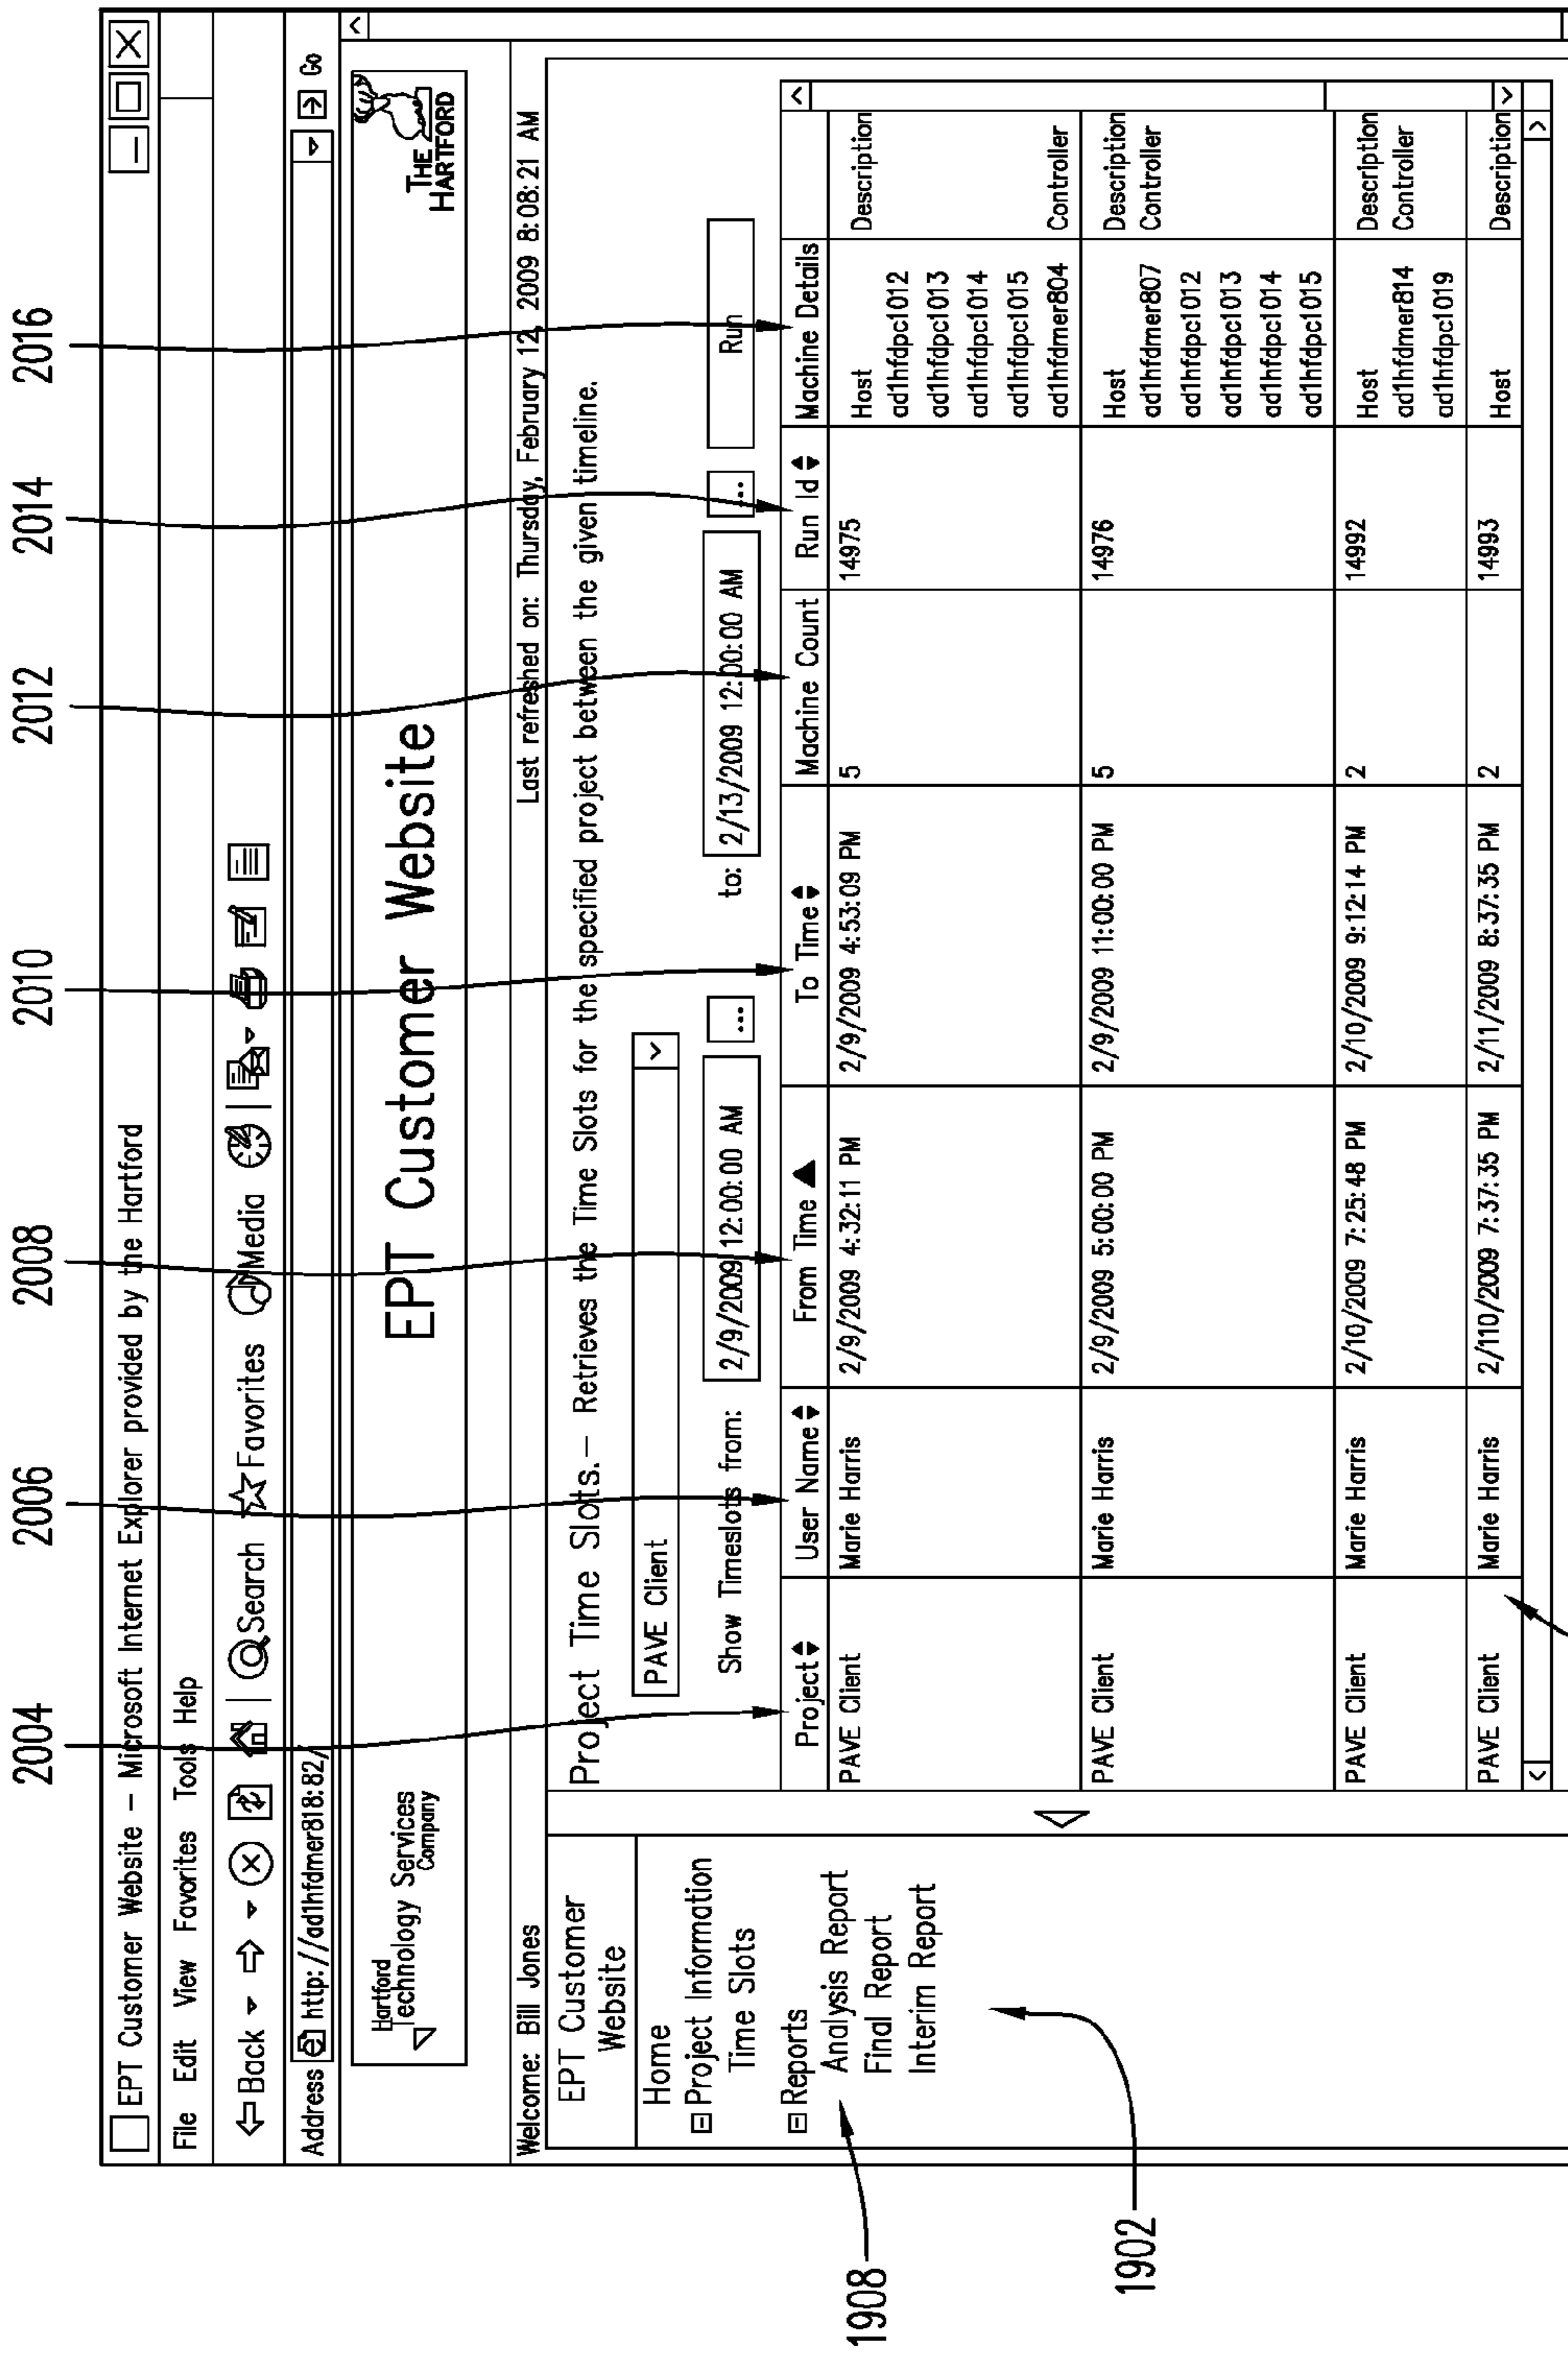 2004 2006 2008 2010 2012 2014 2016
EPT Customer Website – Microsoft Internet Explorer provided by the Hartford
File Edit View Favorites Tools Help
Back Search Favorites Media
Address http://ad1hfdmer818:82/ Go
Hartford
Technology Services
Company
EPT Customer Website
THE
HARTFORD
Welcome: Bill Jones Last refreshed on: Thursday, February 12, 2009 8:08:21 AM
EPT Customer
Website
Home
Project Information
Time Slots
Reports
Analysis Report
Final Report
Interim Report
1908
1902
Project Time Slots.– Retrieves the Time Slots for the specified project between the given timeline.
PAVE Client
Show Timeslots from: 2/9/2009 12:00:00 AM ... to: 2/13/2009 12:00:00 AM ... Run
Project User Name From Time To Time Machine Count Run Id Machine Details
PAVE Client Marie Harris 2/9/2009 4:32:11 PM 2/9/2009 4:53:09 PM 5 14975 Host Description
ad1hfdpc1012
ad1hfdpc1013
ad1hfdpc1014
ad1hfdpc1015
ad1hfdmer804 Controller
PAVE Client Marie Harris 2/9/2009 5:00:00 PM 2/9/2009 11:00:00 PM 5 14976 Host Description
ad1hfdmer807 Controller
ad1hfdpc1012
ad1hfdpc1013
ad1hfdpc1014
ad1hfdpc1015
PAVE Client Marie Harris 2/10/2009 7:25:48 PM 2/10/2009 9:12:14 PM 2 14992 Host Description
ad1hfdmer814 Controller
ad1hfdpc1019
PAVE Client Marie Harris 2/110/2009 7:37:35 PM 2/11/2009 8:37:35 PM 2 14993 Host Description